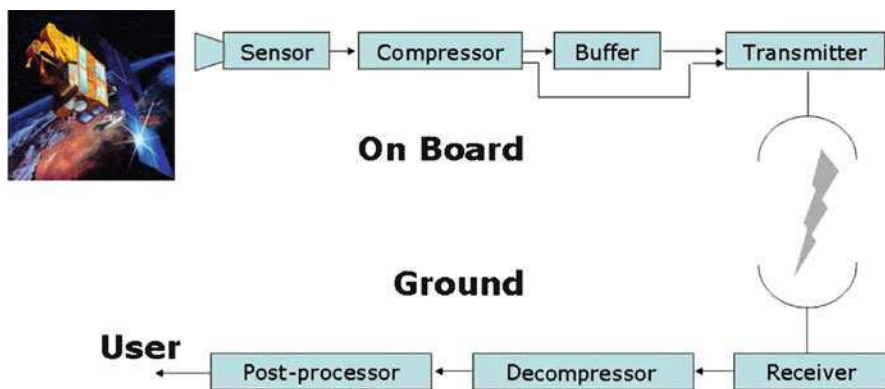 Sensor
Compressor
Buffer
Transmitter
On Board
Ground
User
Post-processor
Decompressor
Receiver